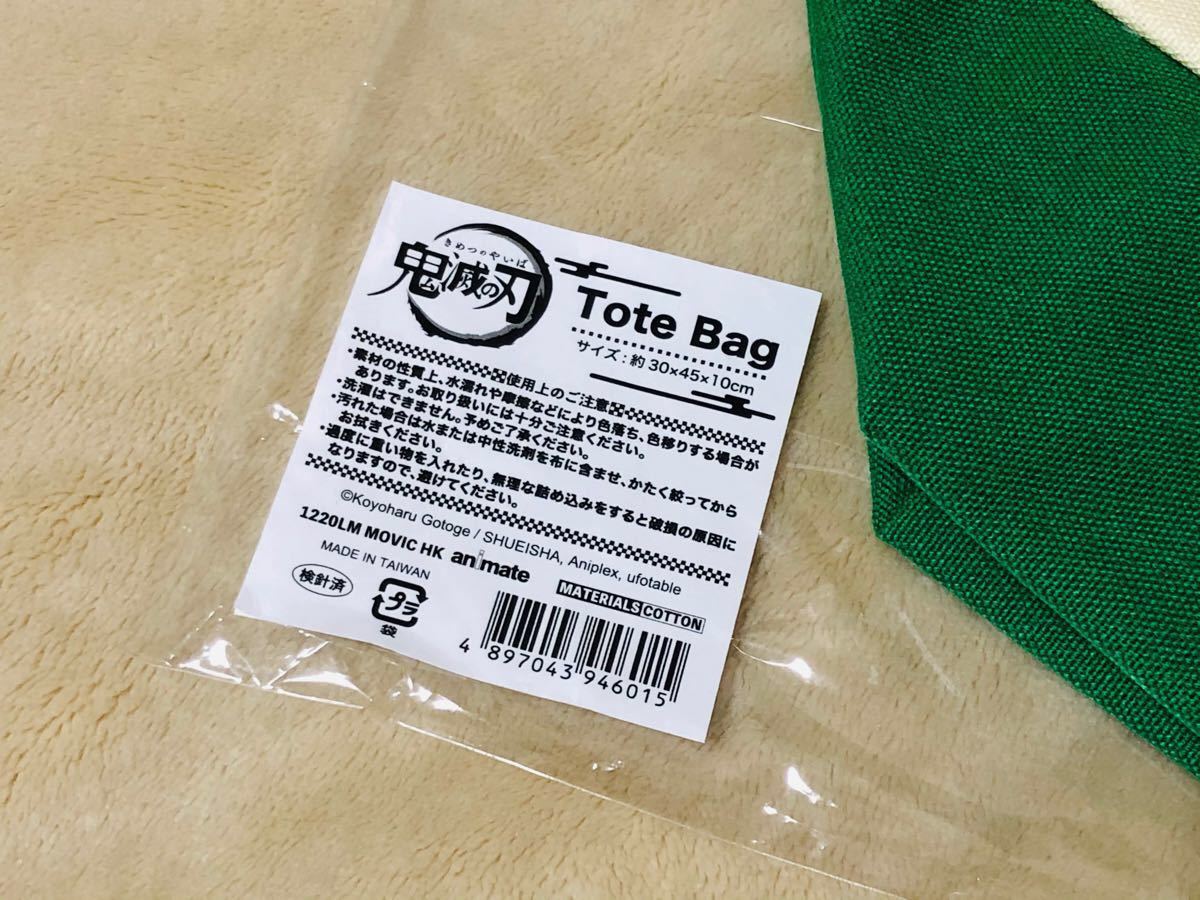 きめつのやいば
鬼滅の刃
Tote Bag
サイズ：約30×45×10cm
使用上のご注意
・素材の性質上、水濡れや摩擦などにより色落ち、色移りする場合が
あります。お取り扱いには十分ご注意ください。
・洗濯はできません。予めご了承ください。
・汚れた場合は水または中性洗剤を布に含ませ、かたく絞ってから
お拭きください。
・過度に重い物を入れたり、無理な詰め込みをすると破損の原因に
なりますので、避けてください。
©Koyoharu Gotoge / SHUEISHA, Aniplex, ufotable
1220LM MOVIC HK animate
MADE IN TAIWAN
MATERIALS COTTON
検針済
プラ
袋
4 897043 946015